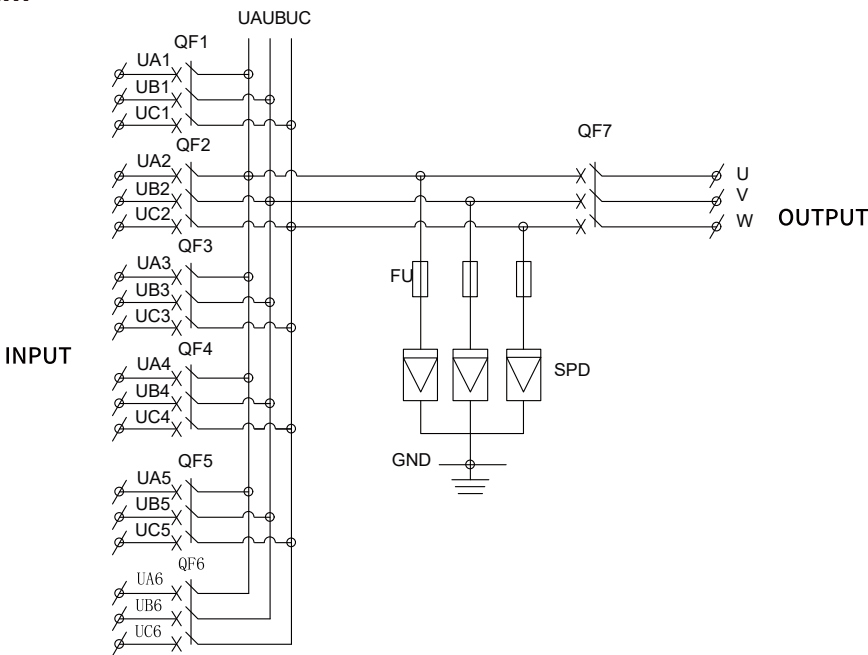 UAUBUC
QF1
UA1
UB1
UC1
QF2
UA2
UB2
UC2
QF7
U
V
W
OUTPUT
QF3
UA3
UB3
UC3
FU
INPUT
QF4
UA4
UB4
UC4
SPD
GND
QF5
UA5
UB5
UC5
QF6
UA6
UB6
UC6